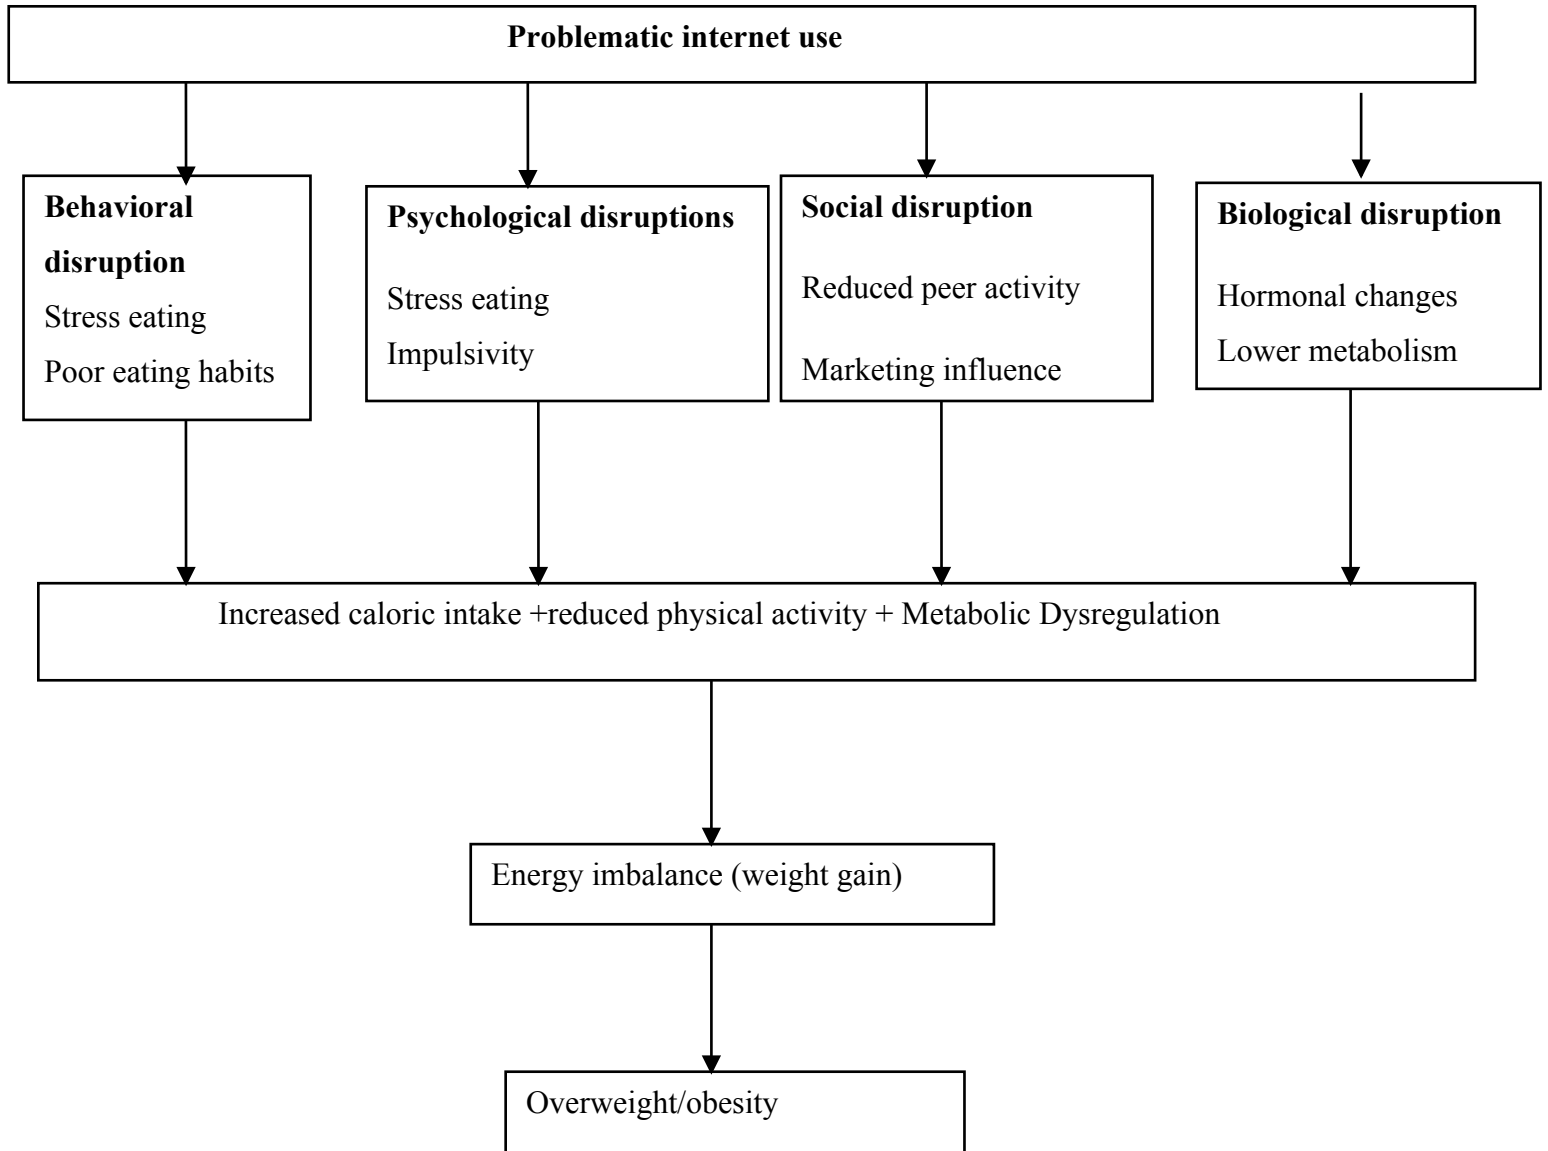 Problematic internet use
Behavioral
disruption
Stress eating
Poor eating habits
Psychological disruptions
Stress eating
Impulsivity
Social disruption
Reduced peer activity
Marketing influence
Biological disruption
Hormonal changes
Lower metabolism
Increased caloric intake +reduced physical activity + Metabolic Dysregulation
Energy imbalance (weight gain)
Overweight/obesity